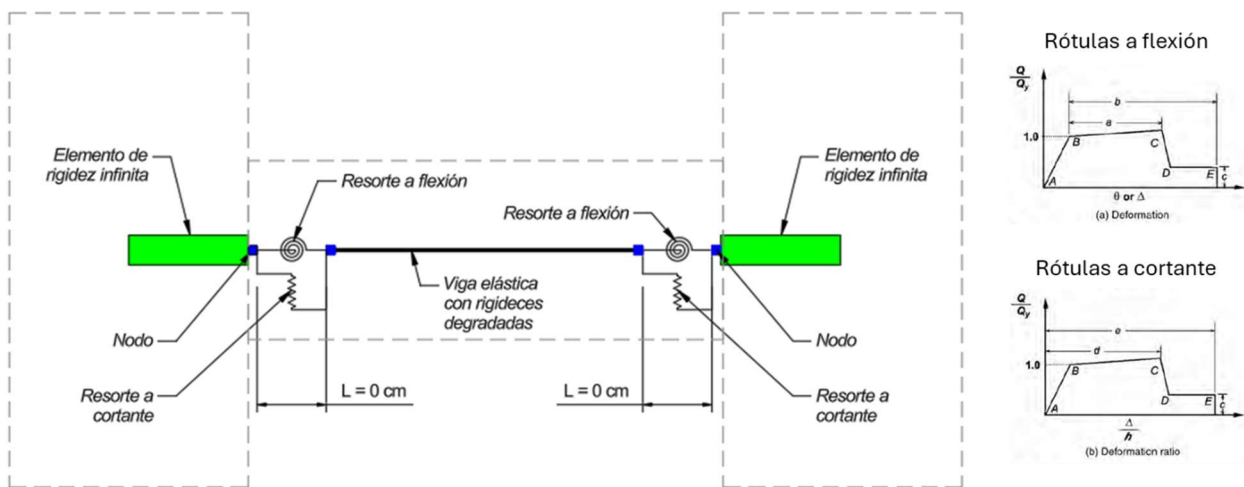 Elemento de
rigidez infinita
Resorte a flexión
Resorte a flexión
Elemento de
rigidez infinita
Viga elástica
con rigideces
degradadas
Nodo
Nodo
Resorte a
cortante
L = 0 cm
L = 0 cm
Resorte a
cortante
Rótulas a flexión
Q
Qy
b
a
1.0
B
C
A
D
E
c
θ or Δ
(a) Deformation
Rótulas a cortante
Q
Qy
e
d
1.0
B
C
A
D
E
c
Δ
h
(b) Deformation ratio